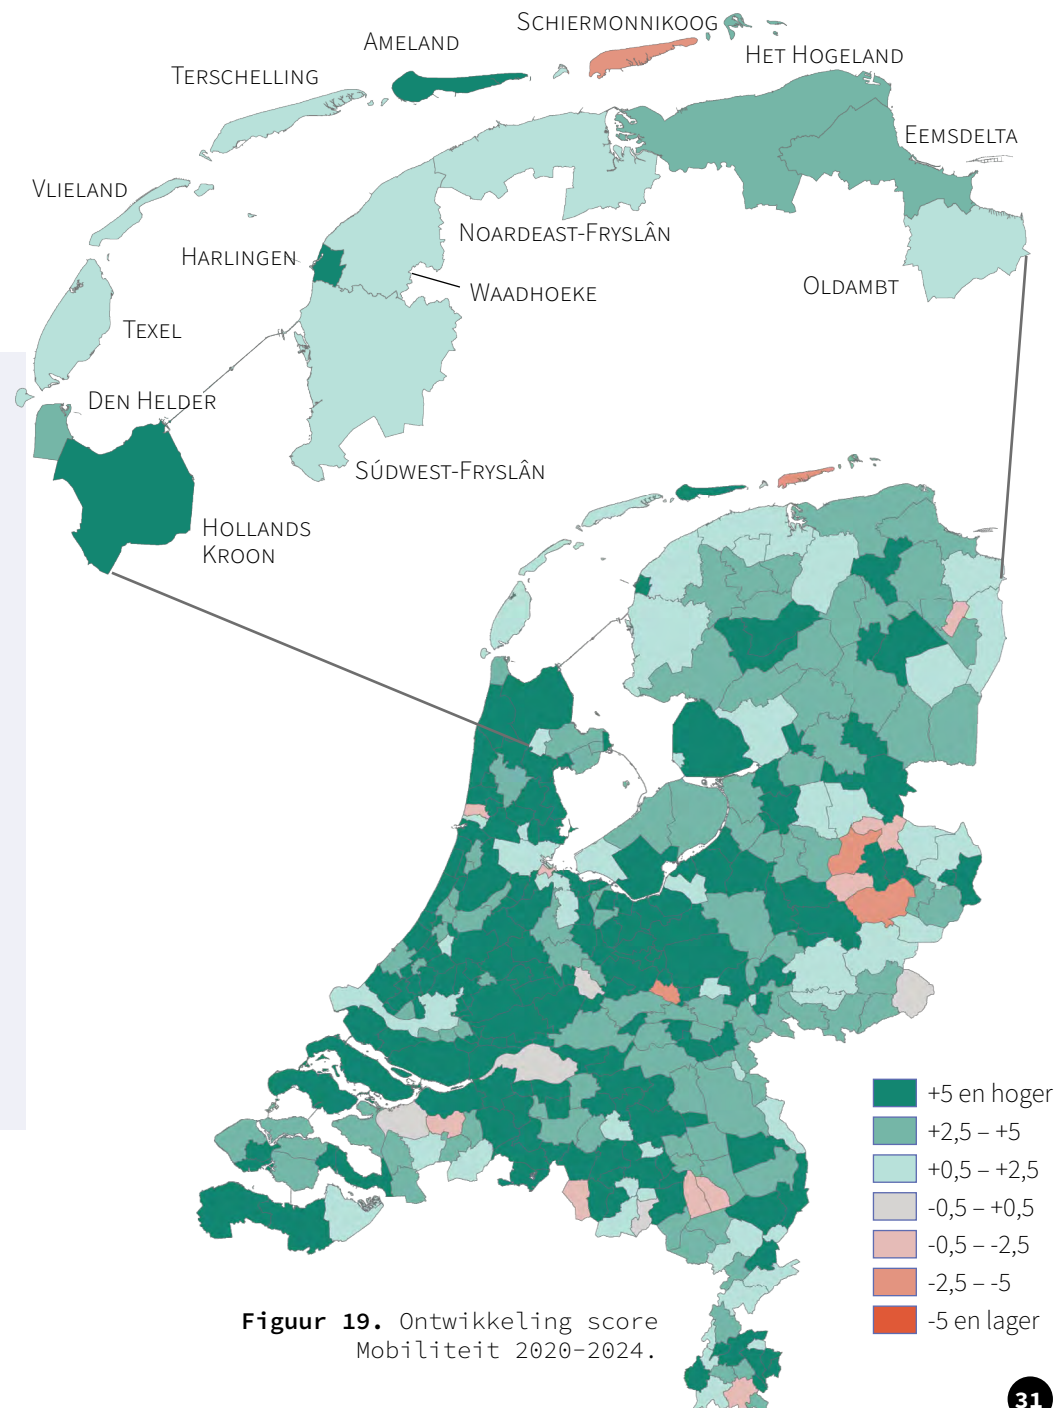 SCHIERMONNIKOOG
AMELAND
HET HOGELAND
TERSCHELLING
EEMSDELTA
VLIELAND
NOARDEAST-FRYSLÂN
HARLINGEN
WAADHOEKE
OLDAMBT
TEXEL
DEN HELDER
SÚDWEST-FRYSLÂN
HOLLANDS
KROON
+5 en hoger
+2,5 – +5
+0,5 – +2,5
-0,5 – +0,5
-0,5 – -2,5
-2,5 – -5
-5 en lager
Figuur 19. Ontwikkeling score
Mobiliteit 2020-2024.
31